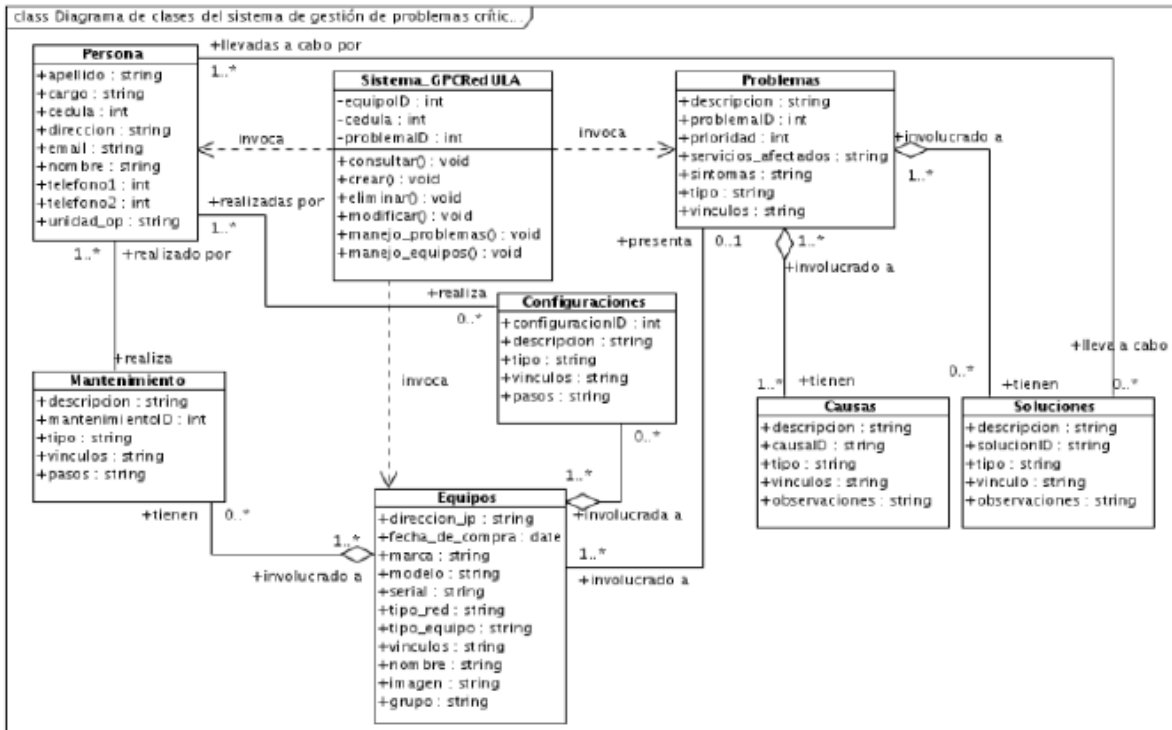 class Diagrama de clases del sistema de gestión de problemas crític...
+llevadas a cabo por
1..*
Persona
+apellido : string
+cargo : string
+cedula : int
+direccion : string
+email : string
+nombre : string
+telefono1 : int
+telefono2 : int
+unidad_op : string
Sistema_GPCRedULA
-equipoID : int
-cedula : int
-problemaID : int
+consultar() : void
+crear() : void
+eliminar() : void
+modificar() : void
+manejo_problemas() : void
+manejo_equipos() : void
Problemas
+descripcion : string
+problemaID : int
+prioridad : int
+servicios_afectados : string
+sintomas : string
+tipo : string
+vinculos : string
invoca
invoca
+involucrado a
1..*
+realizadas por
1..*
1..*
+realizado por
+presenta
0..1
1..*
+involucrado a
+realiza
0..*
Configuraciones
+configuracionID : int
+descripcion : string
+tipo : string
+vinculos : string
+pasos : string
invoca
+lleva a cabo
+realiza
Mantenimiento
+descripcion : string
+mantenimientoID : int
+tipo : string
+vinculos : string
+pasos : string
1..*
+tienen
0..*
+tienen
0..*
Causas
+descripcion : string
+causaID : int
+tipo : string
+vinculos : string
+observaciones : string
Soluciones
+descripcion : string
+solucionID : int
+tipo : string
+vinculo : string
+observaciones : string
0..*
1..*
+involucrada a
+tienen
0..*
1..*
+involucrado a
1..*
+involucrado a
Equipos
+direccion_ip : string
+fecha_de_compra : date
+marca : string
+modelo : string
+serial : string
+tipo_red : string
+tipo_equipo : string
+vinculos : string
+nombre : string
+imagen : string
+grupo : string